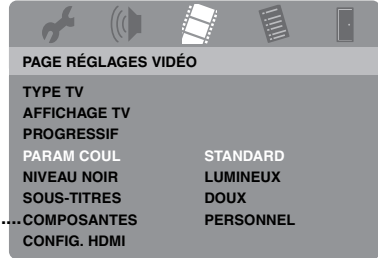 PAGE RÉGLAGES VIDÉO
TYPE TV
AFFICHAGE TV
PROGRESSIF
PARAM COUL STANDARD
NIVEAU NOIR LUMINEUX
SOUS-TITRES DOUX
....COMPOSANTES PERSONNEL
CONFIG. HDMI